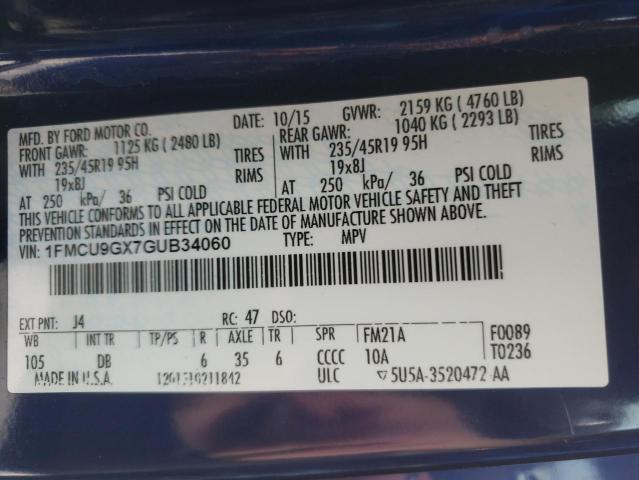 MFD. BY FORD MOTOR CO. DATE: 10/15 GVWR: 2159 KG ( 4760 LB)
FRONT GAWR: 1125 KG ( 2480 LB) REAR GAWR: 1040 KG ( 2293 LB)
WITH 235/45R19 95H TIRES WITH 235/45R19 95H TIRES
19x8J RIMS 19x8J RIMS
AT 250 kPa/ 36 PSI COLD AT 250 kPa/ 36 PSI COLD
THIS VEHICLE CONFORMS TO ALL APPLICABLE FEDERAL MOTOR VEHICLE SAFETY AND THEFT
PREVENTION STANDARDS IN EFFECT ON THE DATE OF MANUFACTURE SHOWN ABOVE.
VIN: 1FMCU9GX7GUB34060 TYPE: MPV
EXT PNT: J4 RC: 47 DSO:
WB INT TR TP/PS R AXLE TR SPR FM21A F0089
105 DB 6 35 6 CCCC 10A T0236
MADE IN U.S.A. ULC 5U5A-3520472-AA